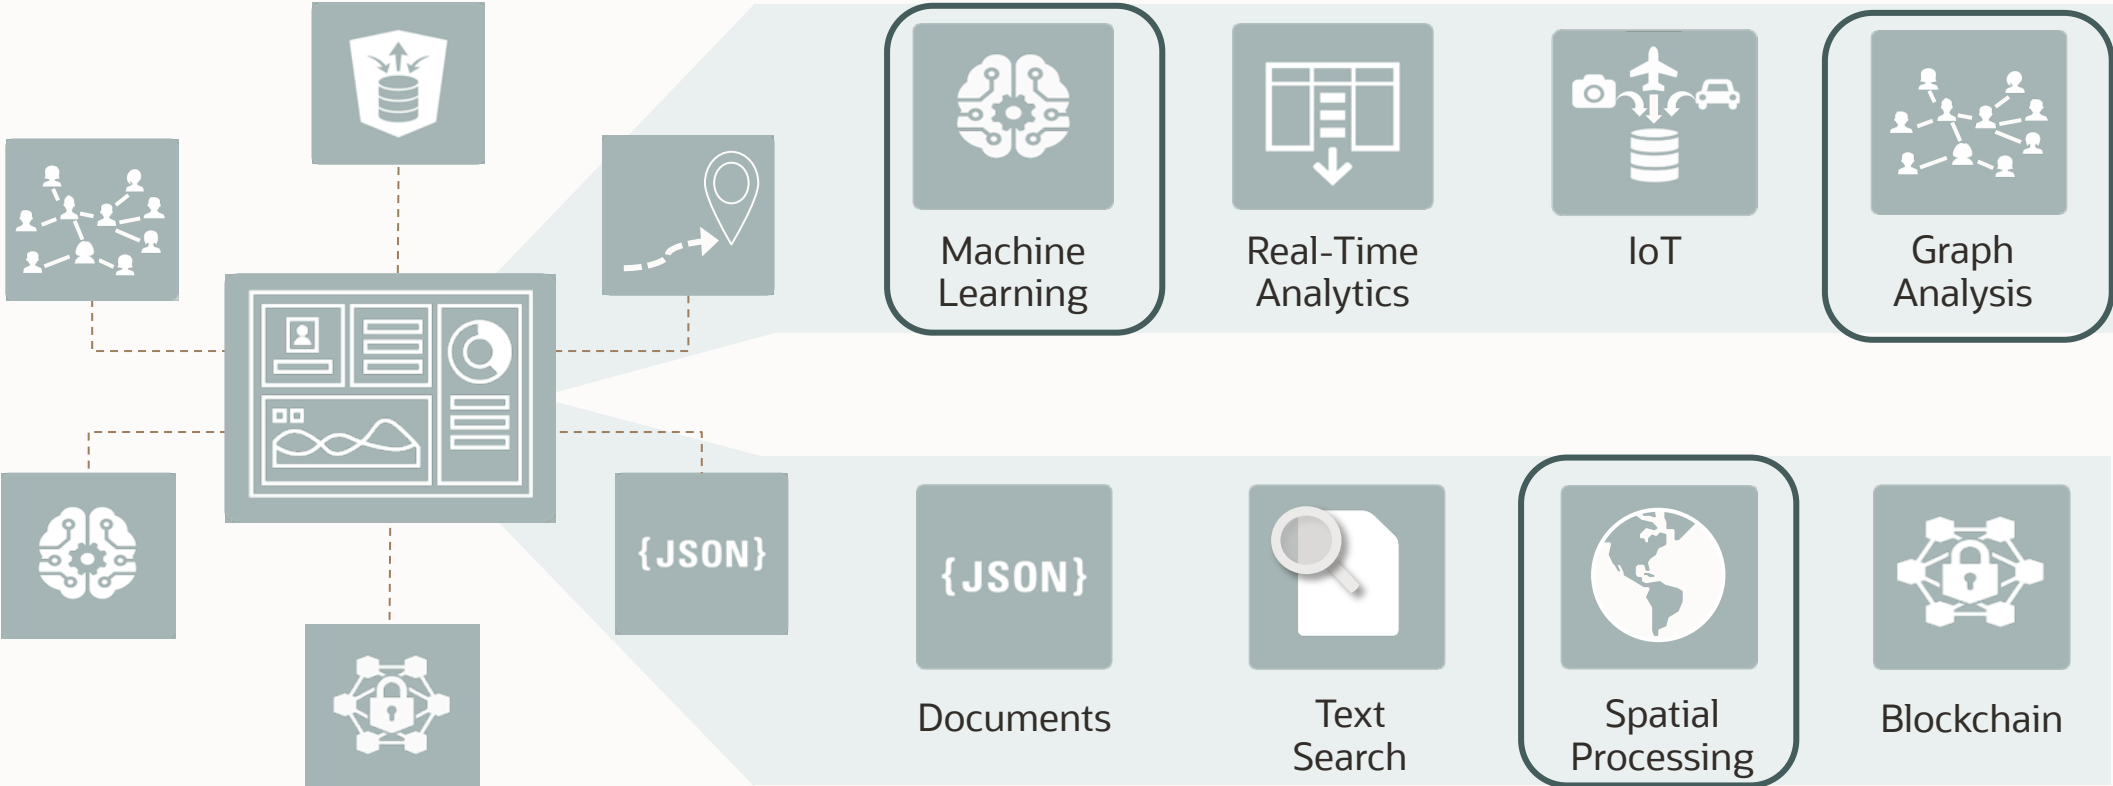 Machine
Learning
Real-Time
Analytics
IoT
Graph
Analysis
{JSON}
{JSON}
Documents
Text
Search
Spatial
Processing
Blockchain